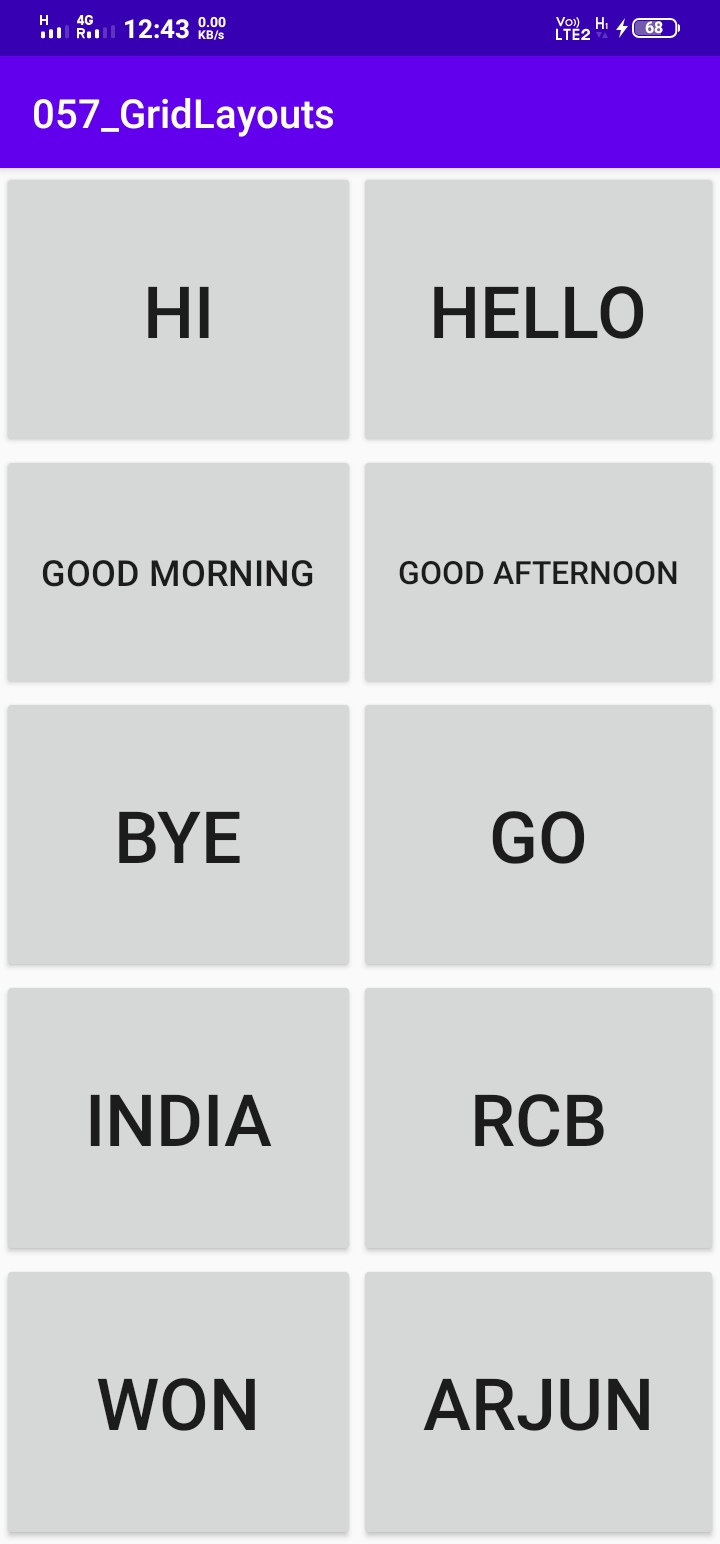 H 4G R 12:43 0.00 KB/s Vo)) LTE2 H 68
057_GridLayouts
HI HELLO
GOOD MORNING GOOD AFTERNOON
BYE GO
INDIA RCB
WON ARJUN